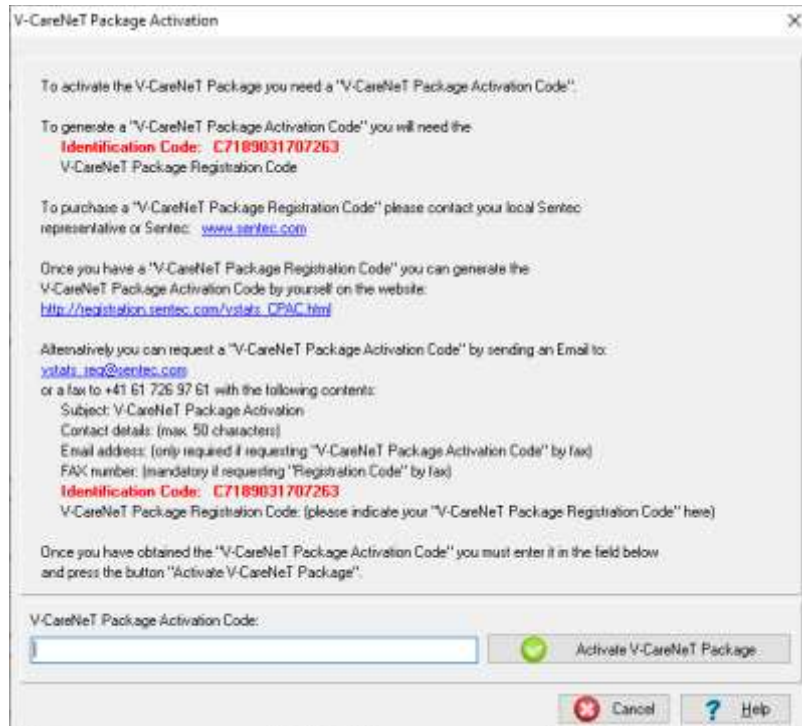 V-CareNeT Package Activation
To activate the V-CareNeT Package you need a "V-CareNeT Package Activation Code".
To generate a "V-CareNeT Package Activation Code" you will need the
Identification Code: C7189031707263
V-CareNeT Package Registration Code
To purchase a "V-CareNeT Package Registration Code" please contact your local Sentec
representative or Sentec: www.sentec.com
Once you have a "V-CareNeT Package Registration Code" you can generate the
V-CareNeT Package Activation Code by yourself on the website:
http://registration.sentec.com/vstats_CPAC.html
Alternatively you can request a "V-CareNeT Package Activation Code" by sending an Email to:
vstats_reg@sentec.com
or a fax to +41 61 726 97 61 with the following contents:
Subject: V-CareNeT Package Activation
Contact details: (max. 50 characters)
Email address: (only required if requesting "V-CareNeT Package Activation Code" by fax)
FAX number: (mandatory if requesting "Registration Code" by fax)
Identification Code: C7189031707263
V-CareNeT Package Registration Code: (please indicate your "V-CareNeT Package Registration Code" here)
Once you have obtained the "V-CareNeT Package Activation Code" you must enter it in the field below
and press the button "Activate V-CareNeT Package".
V-CareNeT Package Activation Code:
Activate V-CareNeT Package
Cancel
Help